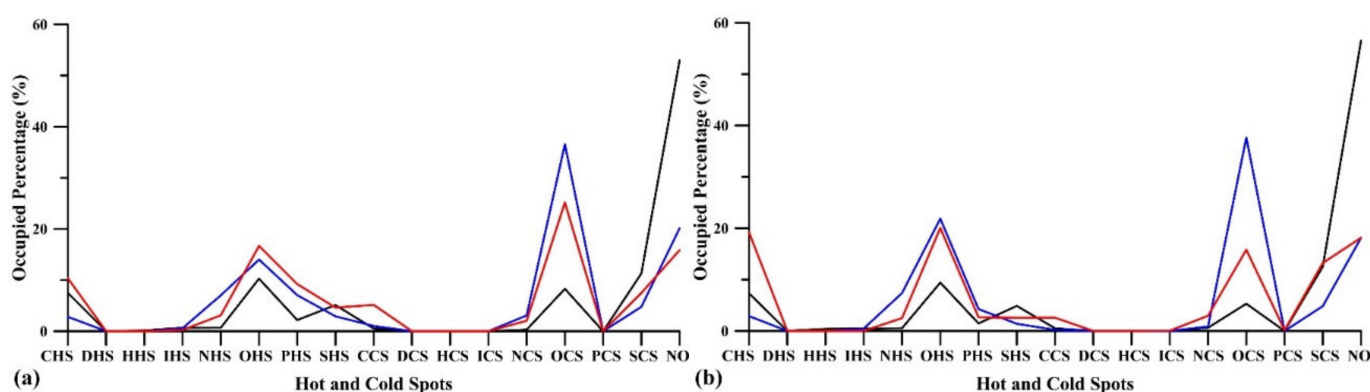 60
40
20
0
Occupied Percentage (%)
CHS DHS HHS IHS NHS OHS PHS SHS CCS DCS HCS ICS NCS OCS PCS SCS NO
Hot and Cold Spots
(a)
60
40
20
0
Occupied Percentage (%)
CHS DHS HHS IHS NHS OHS PHS SHS CCS DCS HCS ICS NCS OCS PCS SCS NO
Hot and Cold Spots
(b)